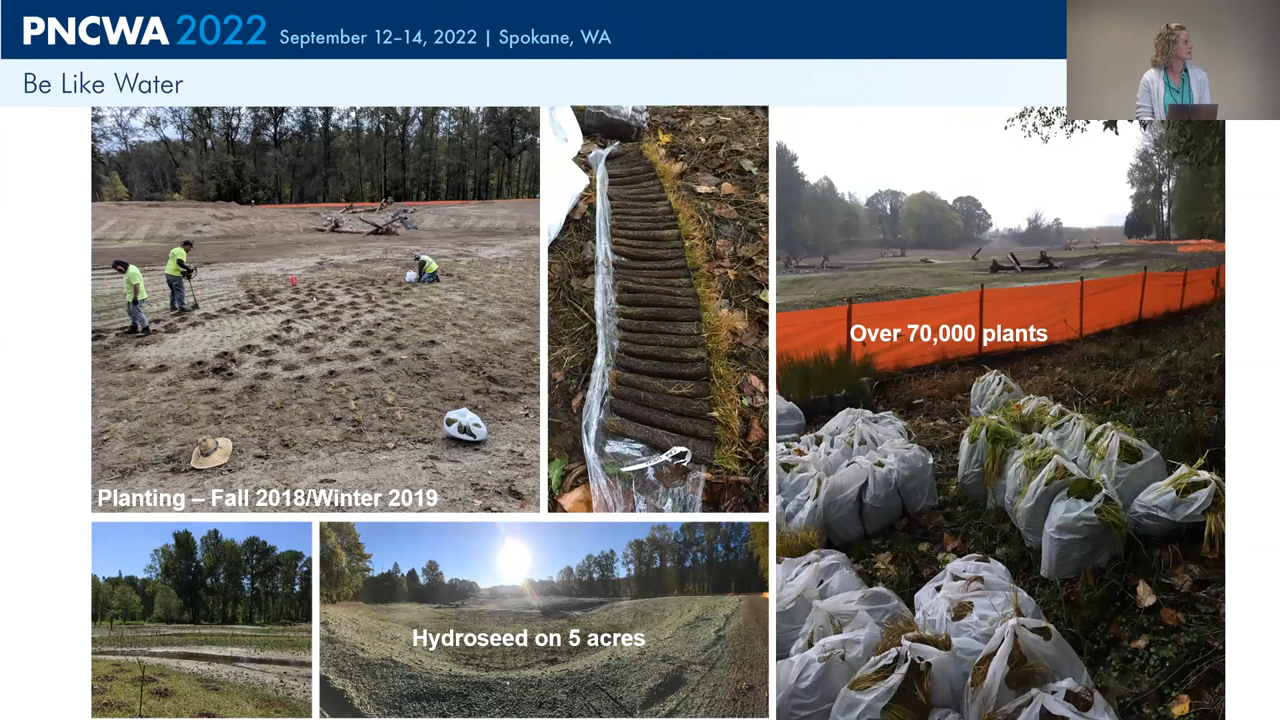 PNCWA 2022 September 12–14, 2022 | Spokane, WA
Be Like Water
Over 70,000 plants
Planting – Fall 2018/Winter 2019
Hydroseed on 5 acres